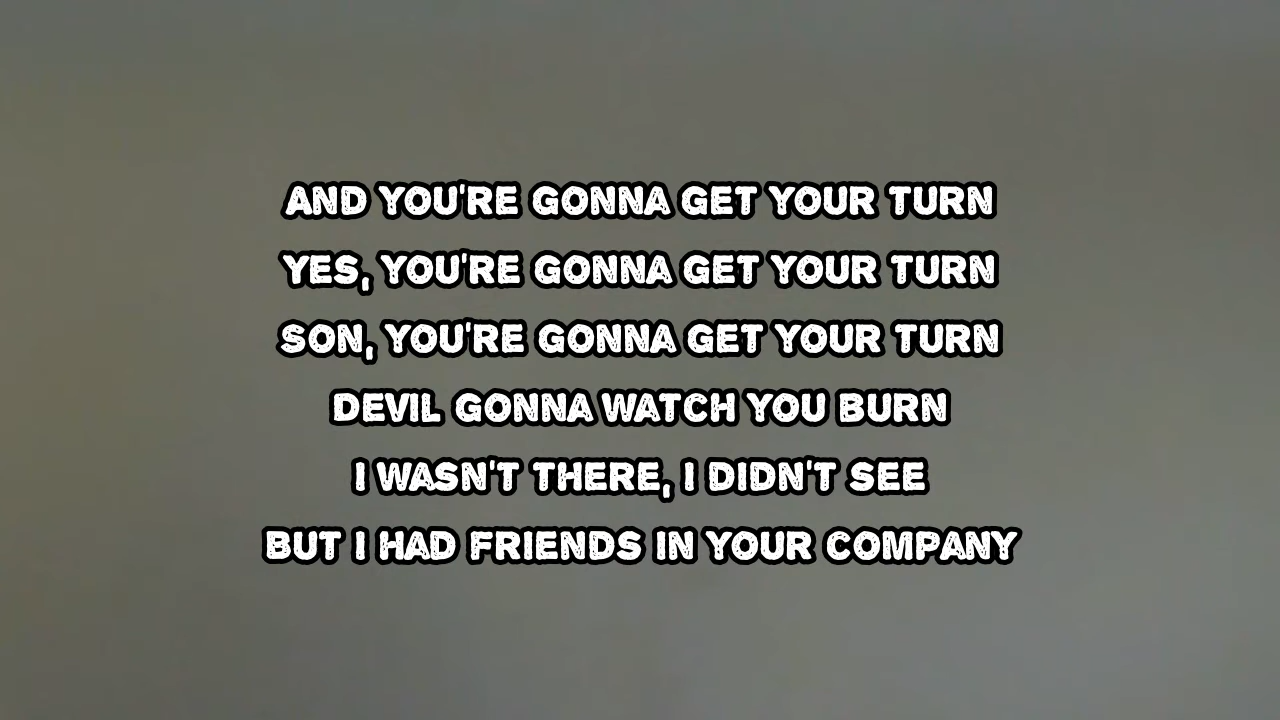 AND YOU'RE GONNA GET YOUR TURN
YES, YOU'RE GONNA GET YOUR TURN
SON, YOU'RE GONNA GET YOUR TURN
DEVIL GONNA WATCH YOU BURN
I WASN'T THERE, I DIDN'T SEE
BUT I HAD FRIENDS IN YOUR COMPANY